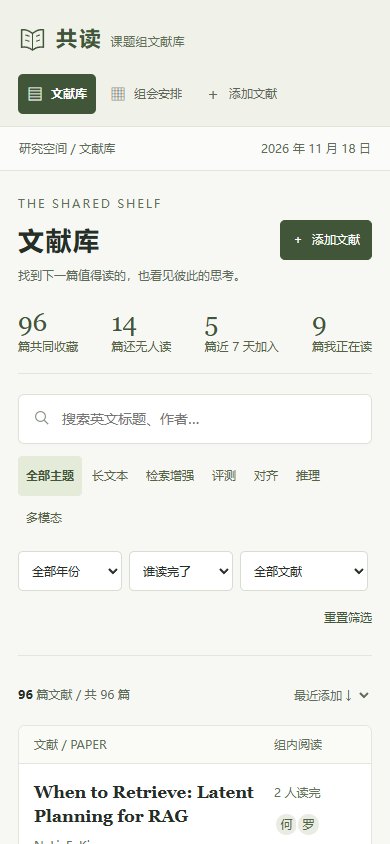 共读 课题组文献库
文献库 组会安排 + 添加文献
研究空间 / 文献库 2026 年 11 月 18 日
THE SHARED SHELF
文献库
+ 添加文献
找到下一篇值得读的，也看见彼此的思考。
96 14 5 9
篇共同收藏 篇还无人读 篇近 7 天加入 篇我正在读
搜索英文标题、作者...
全部主题 长文本 检索增强 评测 对齐 推理
多模态
全部年份 谁读完了 全部文献
重置筛选
96 篇文献 / 共 96 篇 最近添加 ↓
文献 / PAPER 组内阅读
When to Retrieve: Latent 2 人读完
Planning for RAG 何 罗